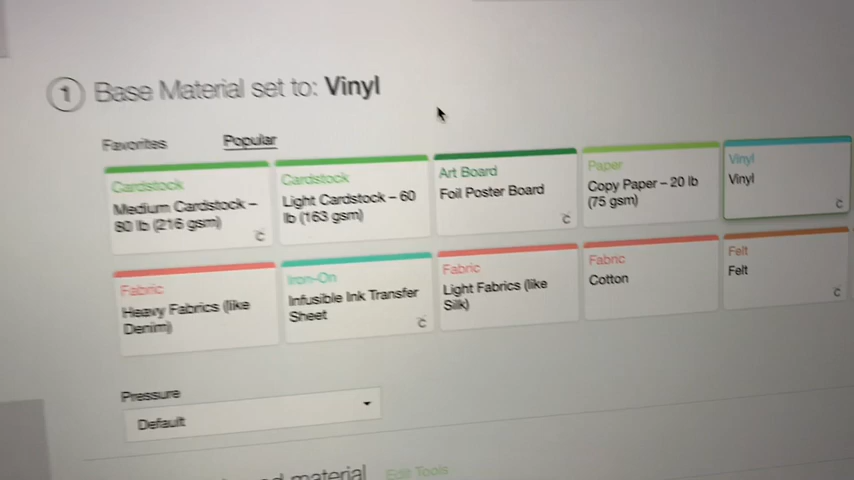 1 Base Material set to: Vinyl
Favorites Popular
Cardstock
Medium Cardstock –
80 lb (216 gsm)
Cardstock
Light Cardstock – 60
lb (163 gsm)
Art Board
Foil Poster Board
Paper
Copy Paper – 20 lb
(75 gsm)
Vinyl
Vinyl
Fabric
Heavy Fabrics (like
Denim)
Iron-On
Infusible Ink Transfer
Sheet
Fabric
Light Fabrics (like
Silk)
Fabric
Cotton
Felt
Felt
Pressure
Default
material Edit Tools